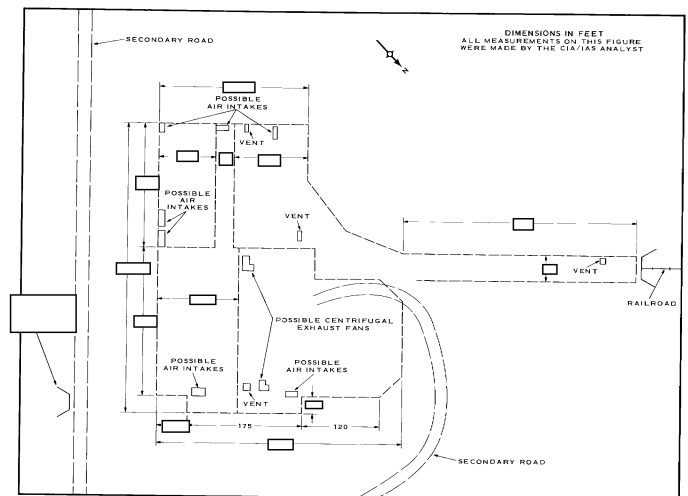 DIMENSIONS IN FEET
ALL MEASUREMENTS ON THIS FIGURE
WERE MADE BY THE CIA/IAS ANALYST
SECONDARY ROAD
N
POSSIBLE
AIR INTAKES
VENT
POSSIBLE
AIR
INTAKES
VENT
VENT
RAILROAD
POSSIBLE CENTRIFUGAL
EXHAUST FANS
POSSIBLE
AIR INTAKES
POSSIBLE
AIR INTAKES
VENT
175
120
SECONDARY ROAD